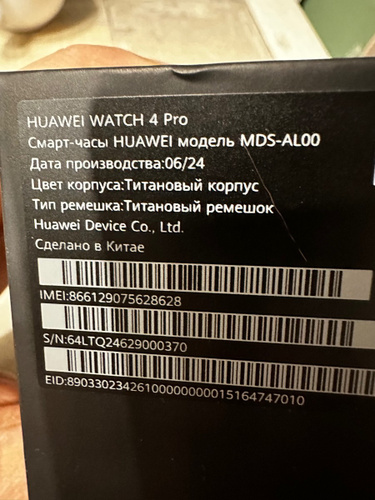 HUAWEI WATCH 4 Pro
Смарт-часы HUAWEI модель MDS-AL00
Дата производства:06/24
Цвет корпуса:Титановый корпус
Тип ремешка:Титановый ремешок
Huawei Device Co., Ltd.
Сделано в Китае
IMEI:866129075628628
S/N:64LTQ24629000370
EID:89033023426100000000015164747010